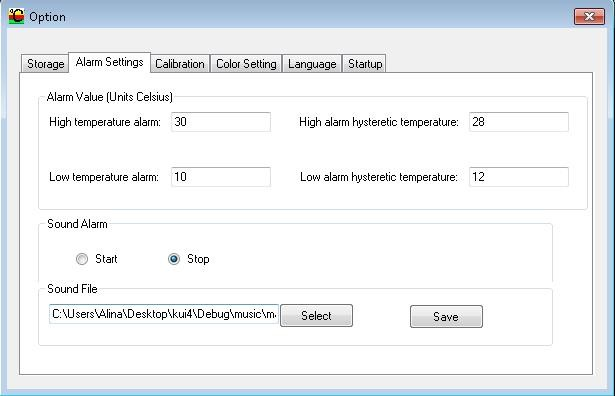 °C Option
Storage Alarm Settings Calibration Color Setting Language Startup
Alarm Value (Units Celsius)
High temperature alarm: 30 High alarm hysteretic temperature: 28
Low temperature alarm: 10 Low alarm hysteretic temperature: 12
Sound Alarm
Start Stop
Sound File
C:\Users\Alina\Desktop\kui4\Debug\music\ma Select Save